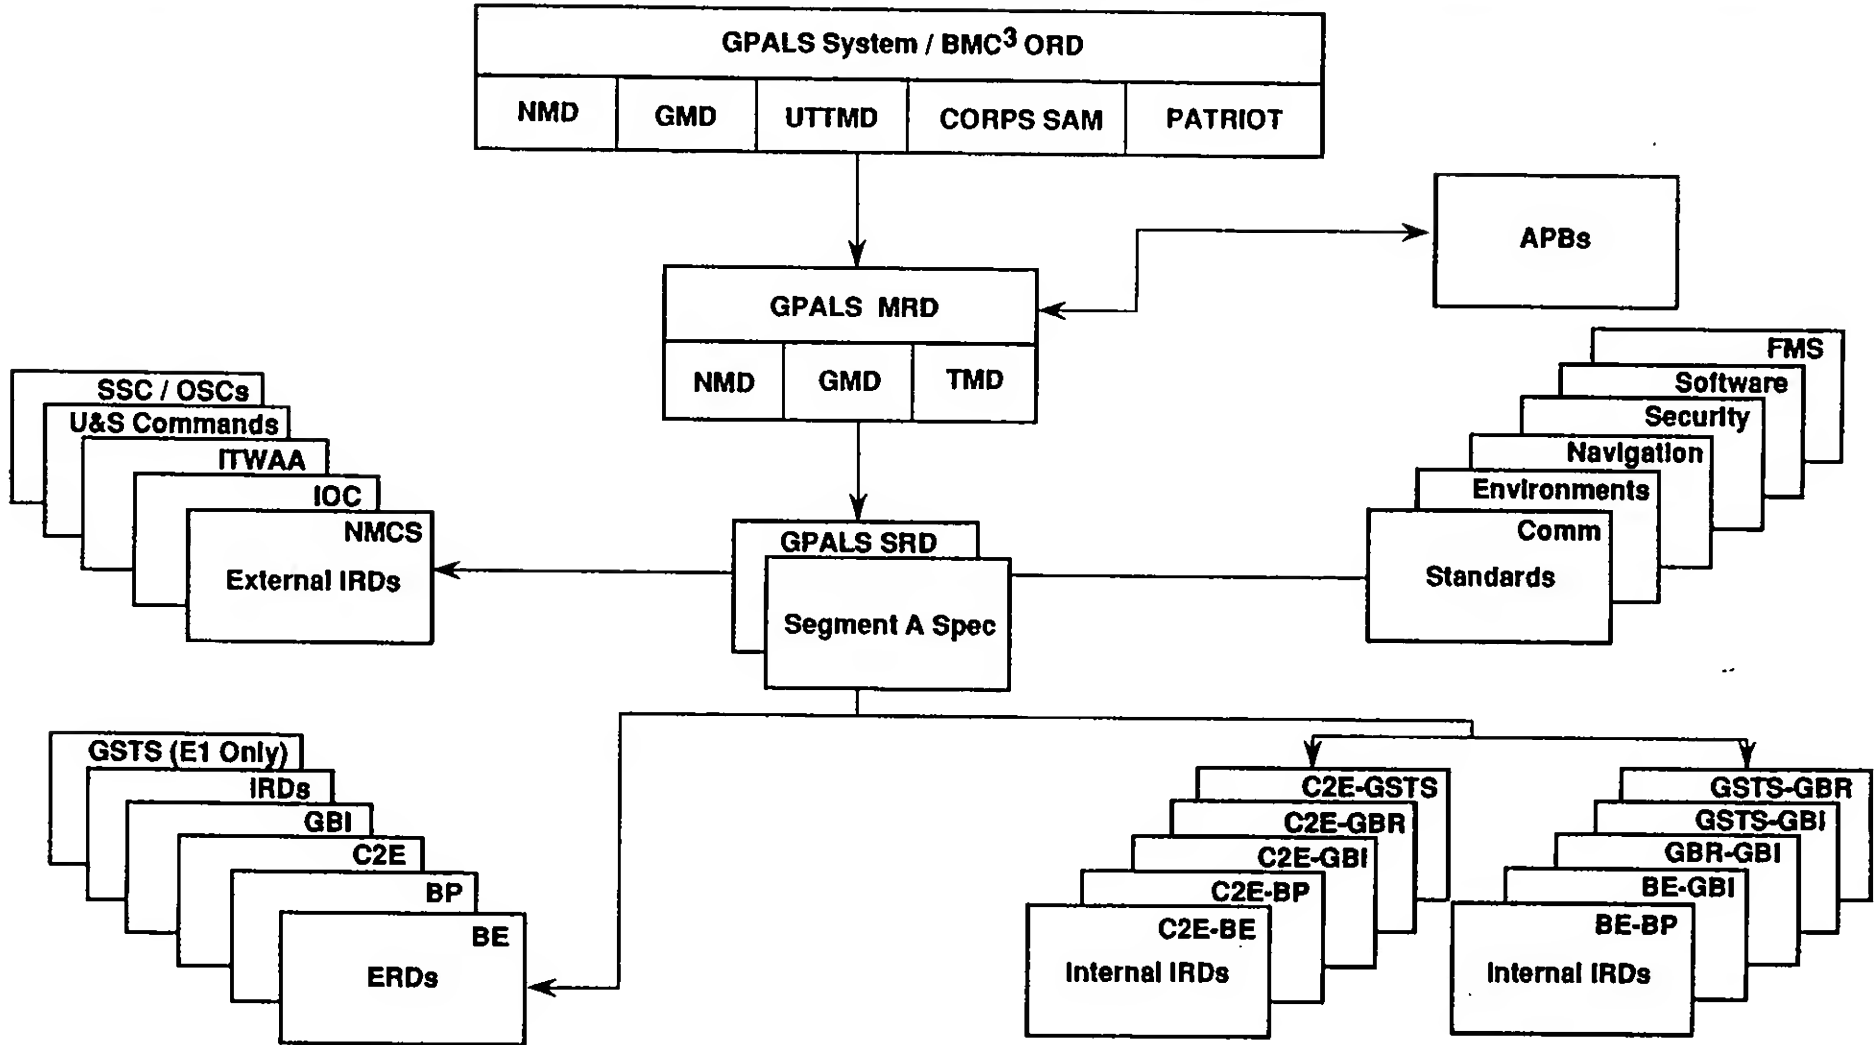 GPALS System / BMC3 ORD
NMD
GMD
UTTMD
CORPS SAM
PATRIOT
APBs
GPALS MRD
NMD
GMD
TMD
SSC / OSCs
U&S Commands
ITWAA
IOC
NMCS
External IRDs
GPALS SRD
Segment A Spec
FMS
Software
Security
Navigation
Environments
Comm
Standards
GSTS (E1 Only)
IRDs
GBI
C2E
BP
BE
ERDs
C2E-GSTS
C2E-GBR
C2E-GBI
C2E-BP
C2E-BE
Internal IRDs
GSTS-GBR
GSTS-GBI
GBR-GBI
BE-GBI
BE-BP
Internal IRDs